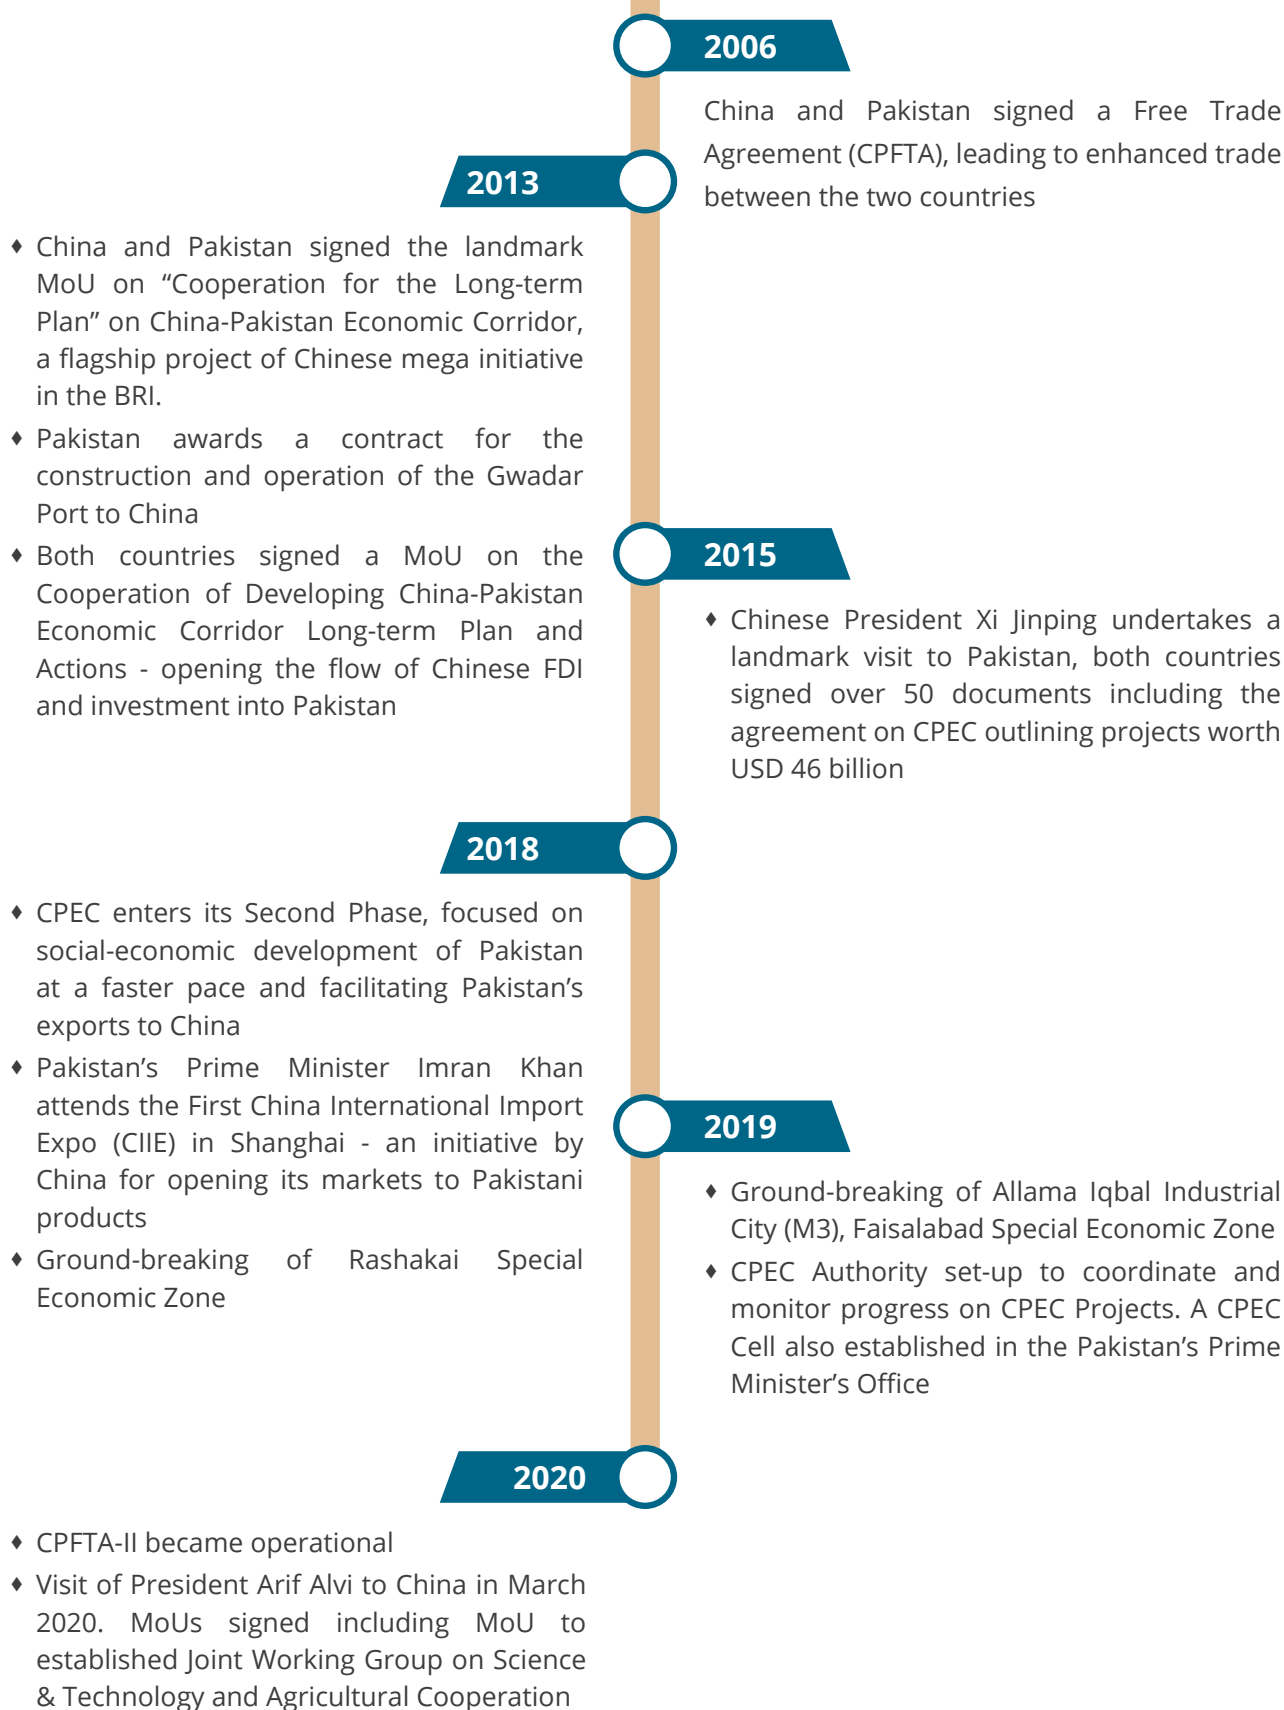 2006
China and Pakistan signed a Free Trade
Agreement (CPFTA), leading to enhanced trade
between the two countries
2013
♦ China and Pakistan signed the landmark
MoU on “Cooperation for the Long-term
Plan” on China-Pakistan Economic Corridor,
a flagship project of Chinese mega initiative
in the BRI.
♦ Pakistan awards a contract for the
construction and operation of the Gwadar
Port to China
♦ Both countries signed a MoU on the
Cooperation of Developing China-Pakistan
Economic Corridor Long-term Plan and
Actions - opening the flow of Chinese FDI
and investment into Pakistan
2015
♦ Chinese President Xi Jinping undertakes a
landmark visit to Pakistan, both countries
signed over 50 documents including the
agreement on CPEC outlining projects worth
USD 46 billion
2018
♦ CPEC enters its Second Phase, focused on
social-economic development of Pakistan
at a faster pace and facilitating Pakistan’s
exports to China
♦ Pakistan’s Prime Minister Imran Khan
attends the First China International Import
Expo (CIIE) in Shanghai - an initiative by
China for opening its markets to Pakistani
products
♦ Ground-breaking of Rashakai Special
Economic Zone
2019
♦ Ground-breaking of Allama Iqbal Industrial
City (M3), Faisalabad Special Economic Zone
♦ CPEC Authority set-up to coordinate and
monitor progress on CPEC Projects. A CPEC
Cell also established in the Pakistan’s Prime
Minister’s Office
2020
♦ CPFTA-II became operational
♦ Visit of President Arif Alvi to China in March
2020. MoUs signed including MoU to
established Joint Working Group on Science
& Technology and Agricultural Cooperation